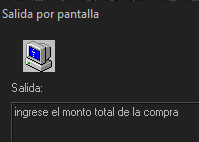 Salida por pantalla
Salida:
ingrese el monto total de la compra